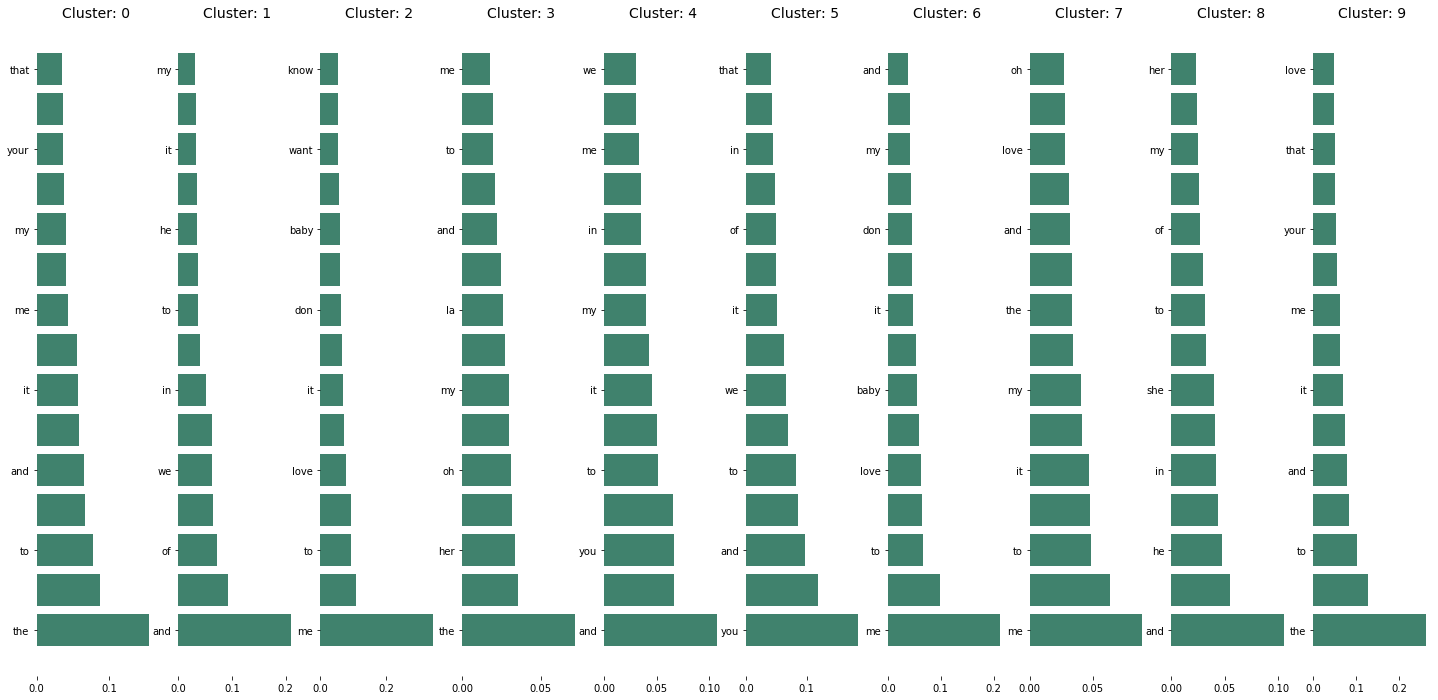 Cluster: 0 Cluster: 1 Cluster: 2 Cluster: 3 Cluster: 4 Cluster: 5 Cluster: 6 Cluster: 7 Cluster: 8 Cluster: 9
that my know me we that and oh her love
your it want to me in my love my that
my he baby and in of don and of your
me to don la my it it the to me
it in it my it we baby my she it
and we love oh to to love it in and
to of to her you and to to he to
the and me the and you me me and the
0.0 0.1 0.0 0.1 0.2 0.0 0.2 0.00 0.05 0.00 0.05 0.10 0.0 0.1 0.0 0.2 0.00 0.05 0.00 0.05 0.10 0.0 0.1 0.2